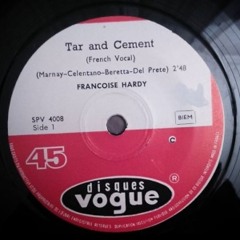 Tar and Cement
(French Vocal)
(Marnay-Celentano-Beretta-Del Prete) 2'48
FRANCOISE HARDY
SPV 4008
Side 1
BIEM
45
disques
vogue
®